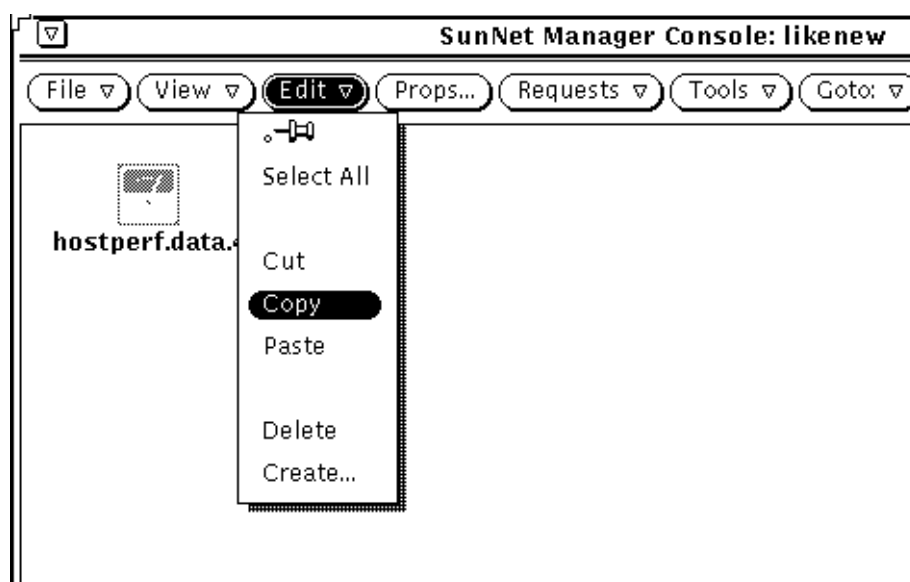 SunNet Manager Console: likenew
File View Edit Props... Requests Tools Goto:
Select All
hostperf.data.
Cut
Copy
Paste
Delete
Create...